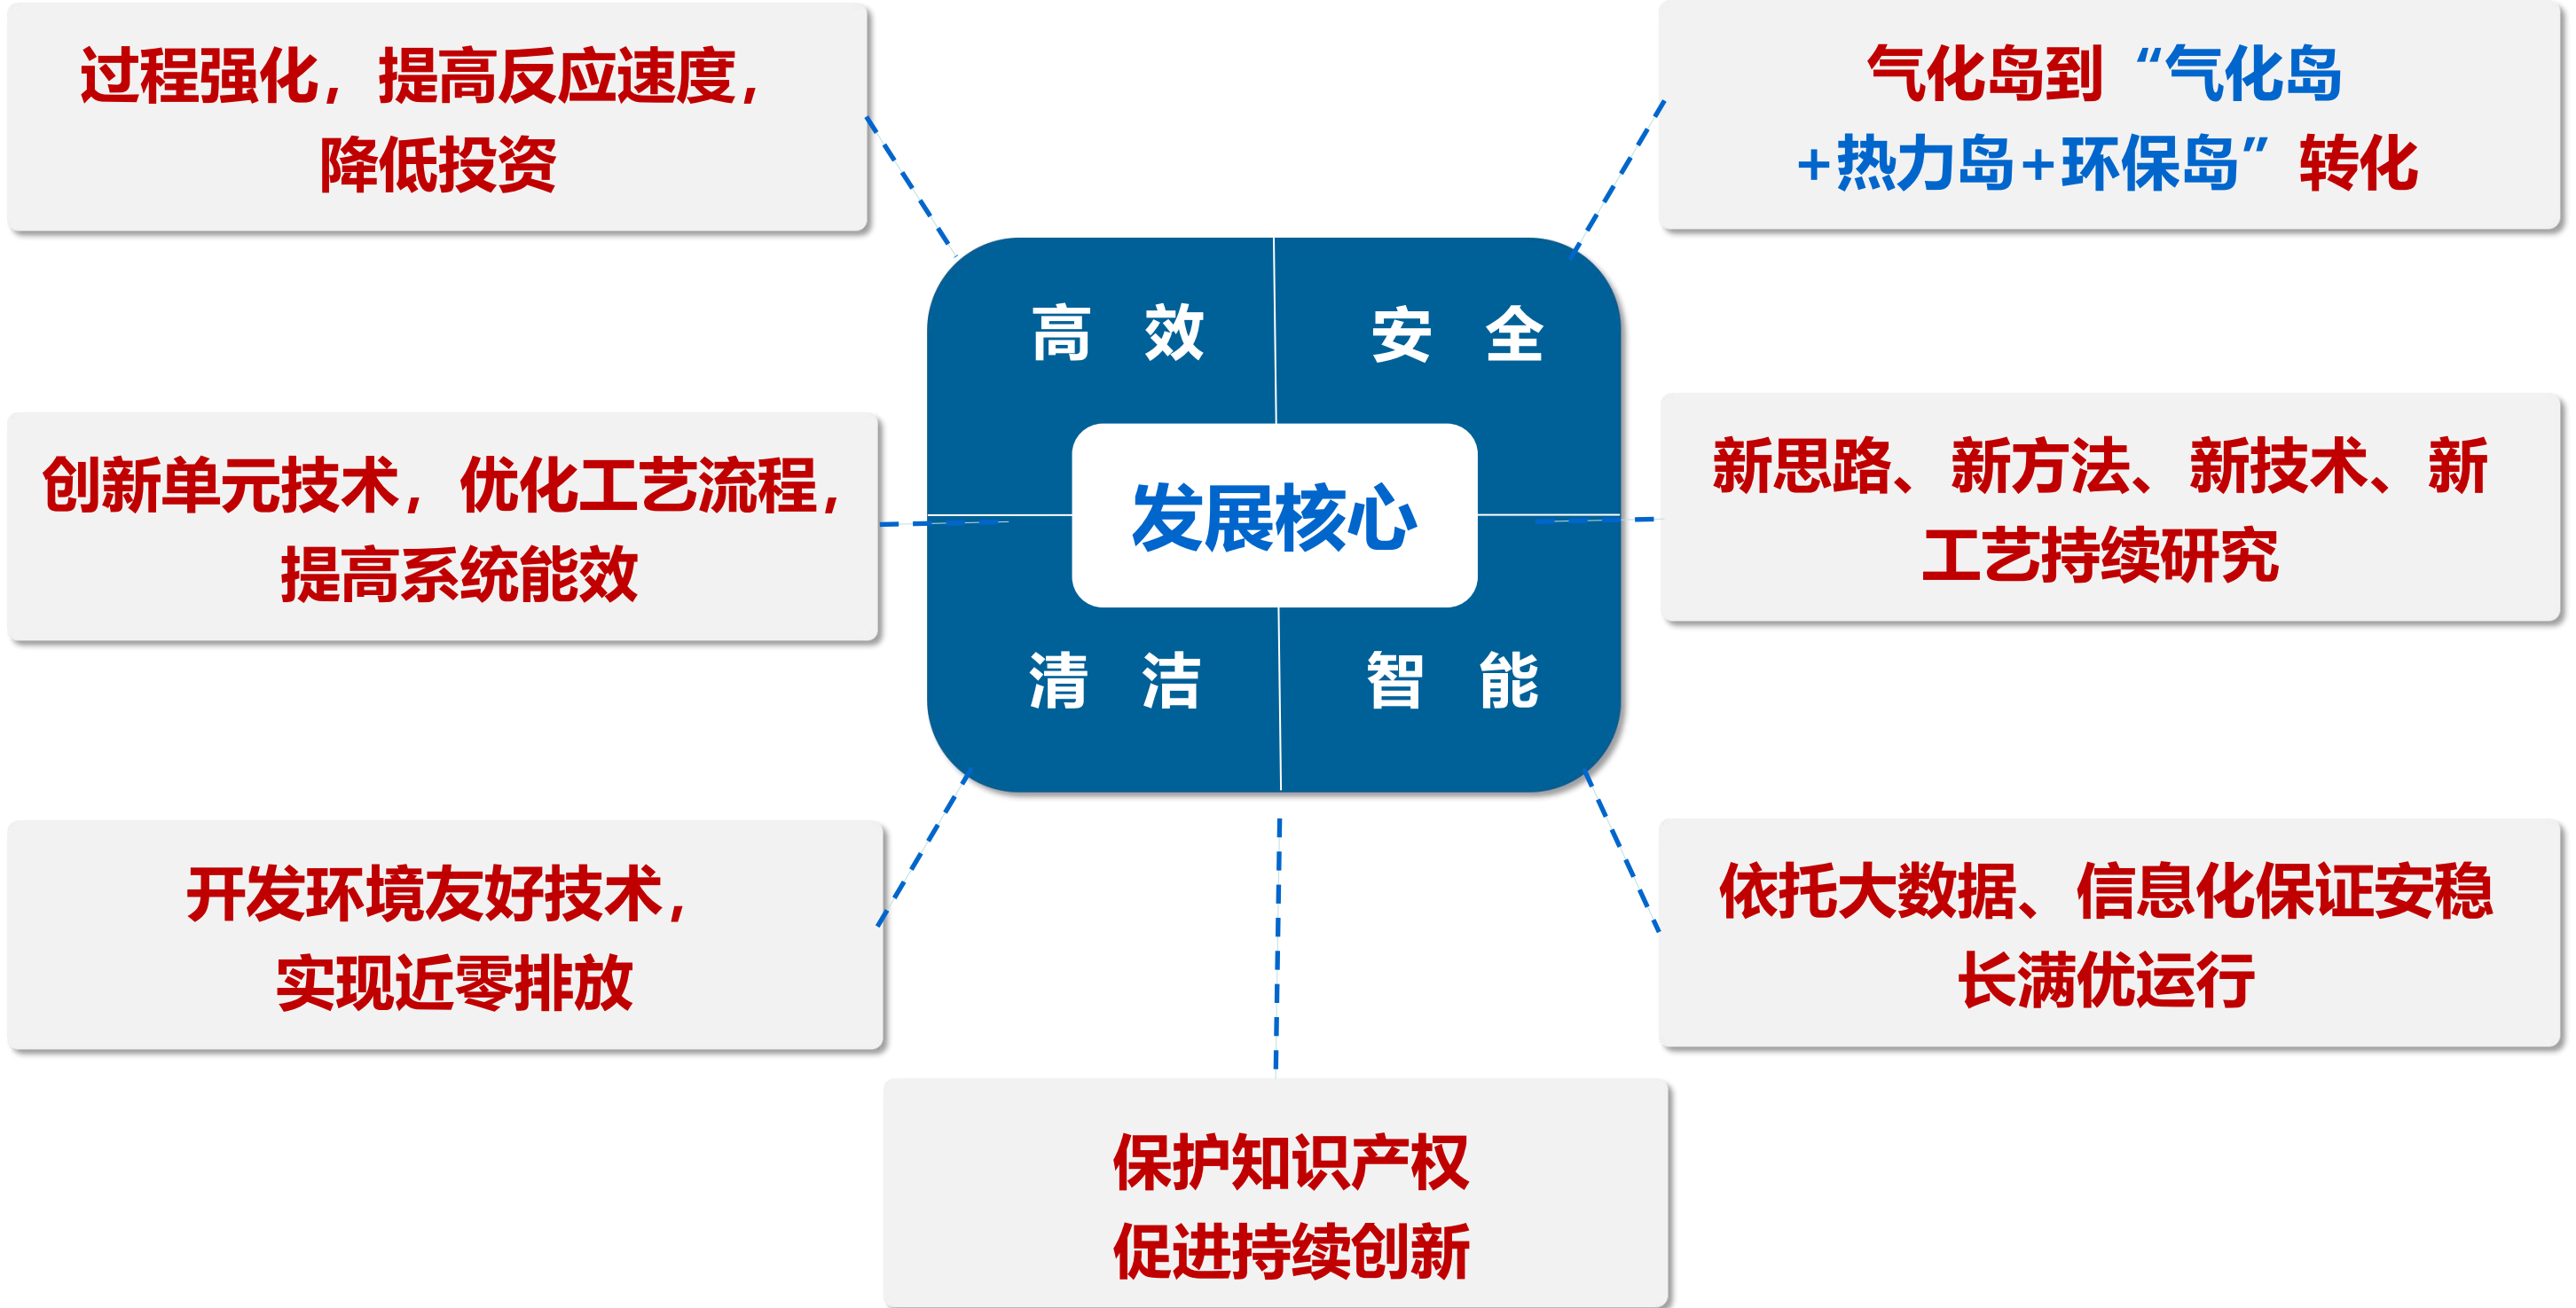 过程强化，提高反应速度，
降低投资
气化岛到“气化岛
+热力岛+环保岛”转化
高 效
安 全
创新单元技术，优化工艺流程，
提高系统能效
发展核心
新思路、新方法、新技术、新
工艺持续研究
清 洁
智 能
开发环境友好技术，
实现近零排放
依托大数据、信息化保证安稳
长满优运行
保护知识产权
促进持续创新